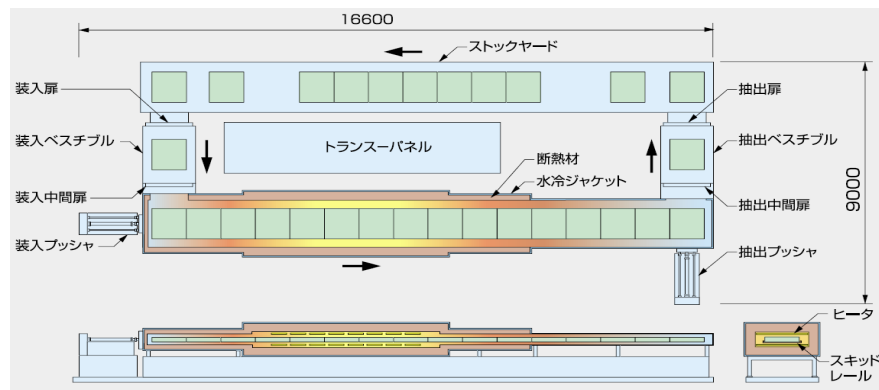 16600
ストックヤード
装入扉
抽出扉
装入ベスチブル
トランスーパネル
抽出ベスチブル
断熱材
水冷ジャケット
装入中間扉
抽出中間扉
9000
装入プッシャ
抽出プッシャ
ヒータ
スキッド
レール